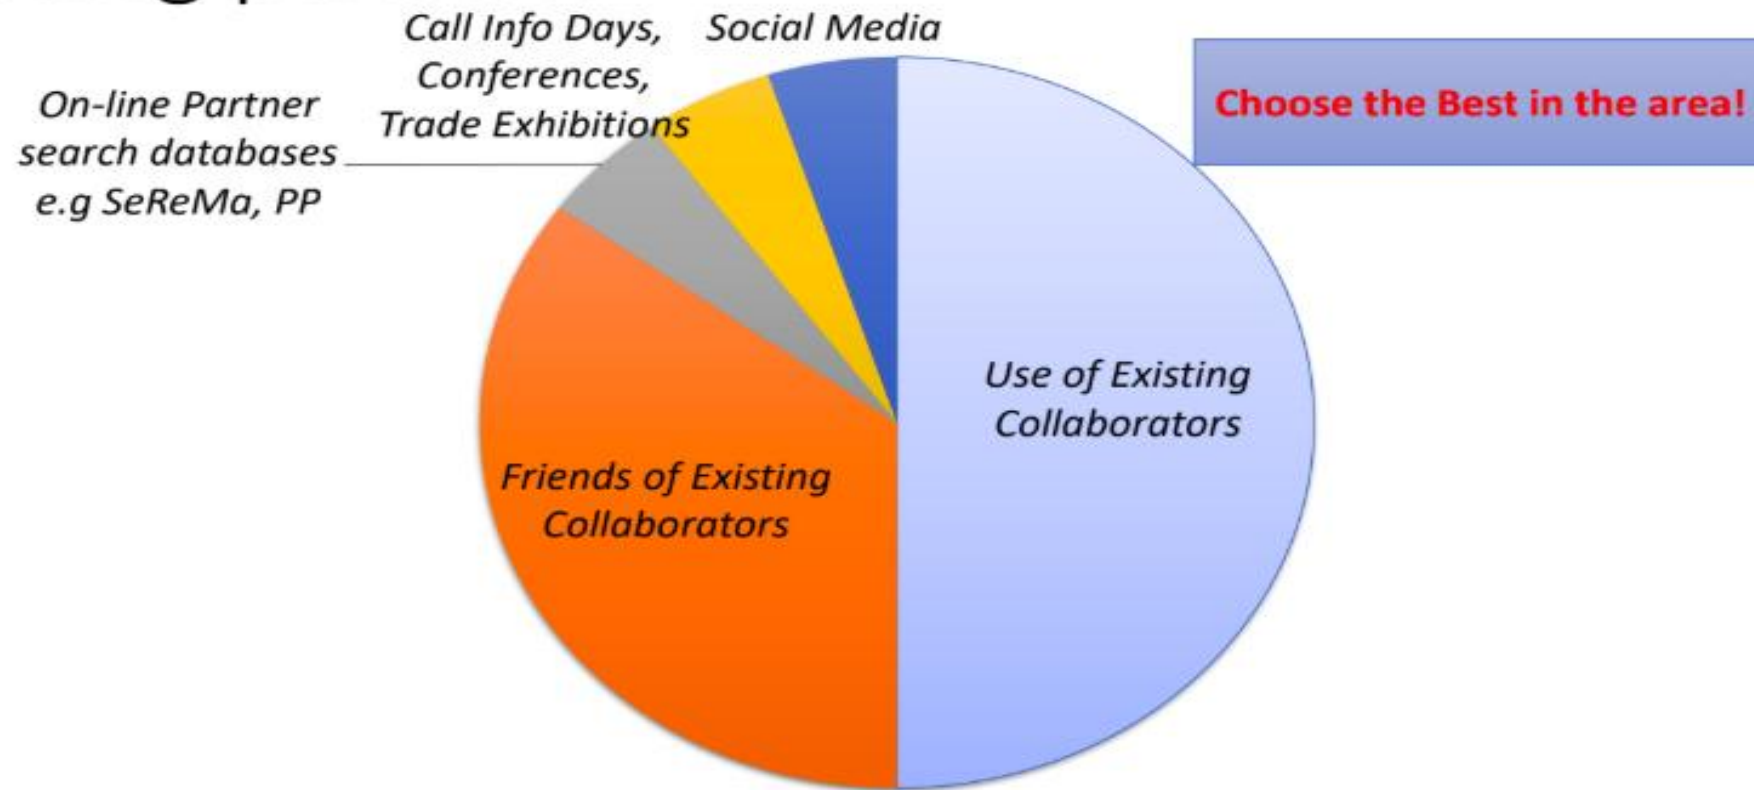 Call Info Days,
Conferences,
Trade Exhibitions
Social Media
On-line Partner
search databases
e.g SeReMa, PP
Choose the Best in the area!
Use of Existing
Collaborators
Friends of Existing
Collaborators